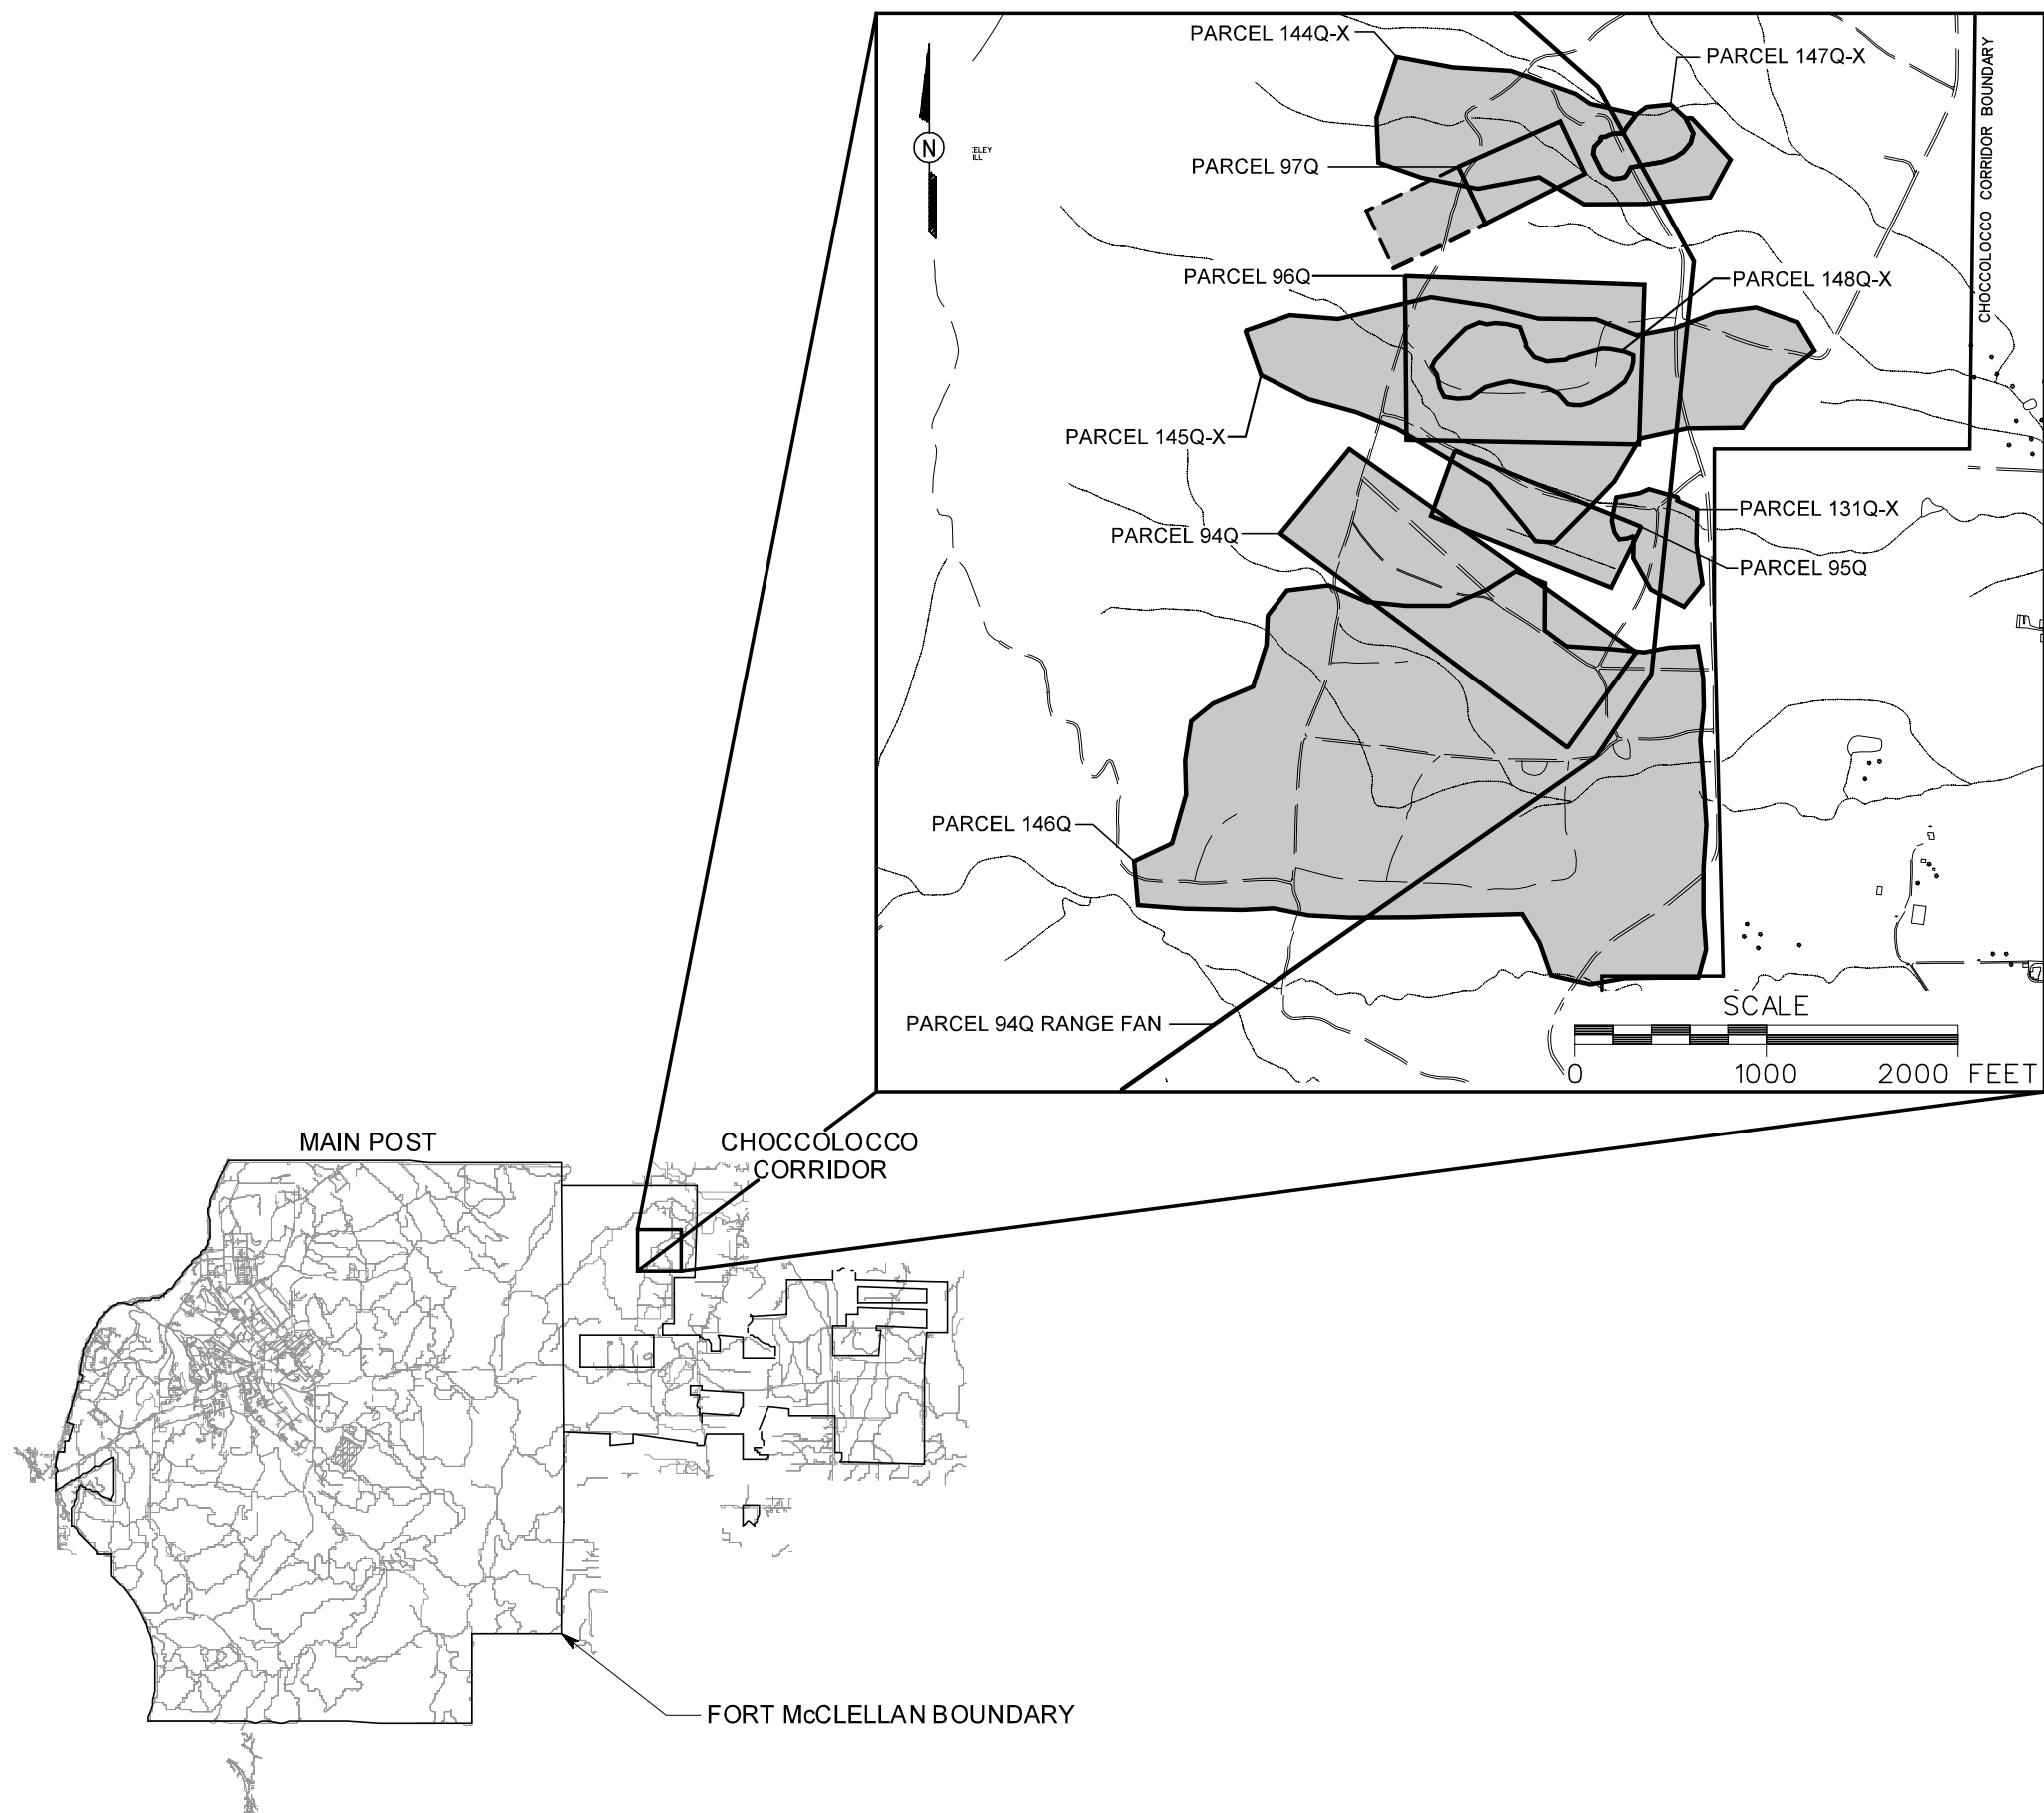 PARCEL 144Q-X
PARCEL 147Q-X
CHOCCOLOCCO CORRIDOR BOUNDARY
N
ELEY
ILL
PARCEL 97Q
PARCEL 96Q
PARCEL 148Q-X
PARCEL 145Q-X
PARCEL 131Q-X
PARCEL 94Q
PARCEL 95Q
PARCEL 146Q
PARCEL 94Q RANGE FAN
SCALE
0 1000 2000 FEET
MAIN POST
CHOCCOLOCCO
CORRIDOR
FORT McCLELLAN BOUNDARY